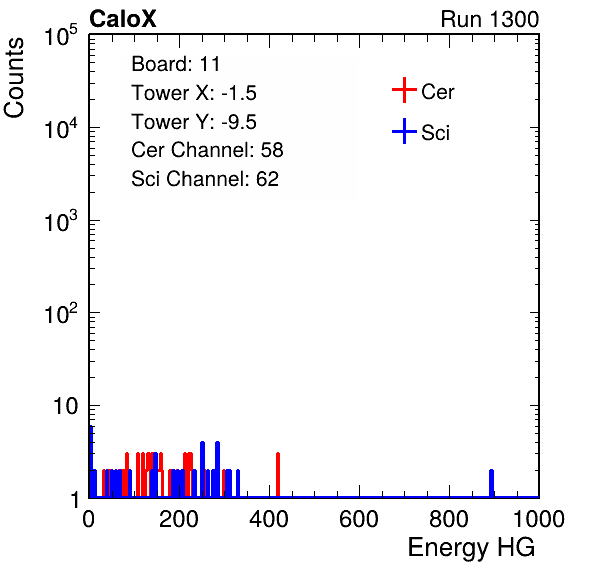 CaloX Run 1300
Counts
Board: 11
Tower X: -1.5
Tower Y: -9.5
Cer Channel: 58
Sci Channel: 62
Cer
Sci
10^5
10^4
10^3
10^2
10
1
0 200 400 600 800 1000
Energy HG